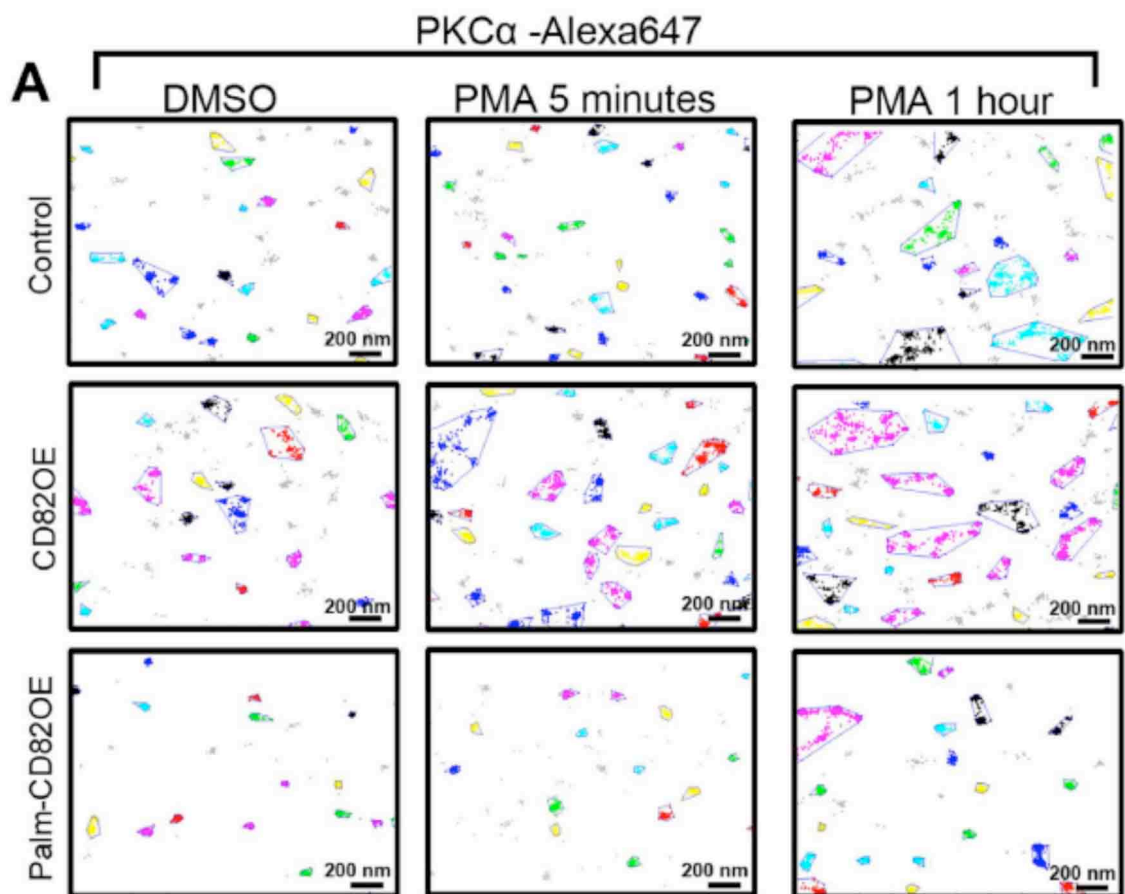 PKCα -Alexa647
A
DMSO PMA 5 minutes PMA 1 hour
Control
200 nm 200 nm 200 nm
CD82OE
200 nm 200 nm 200 nm
Palm-CD82OE
200 nm 200 nm 200 nm